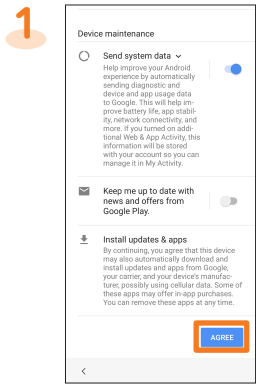 1
Device maintenance
Send system data
Help improve your Android
experience by automatically
sending diagnostic and
device and app usage data
to Google. This will help im-
prove battery life, app stabil-
ity, network connectivity, and
more. If you turned on addi-
tional Web & App Activity, this
information will be stored
with your account so you can
manage it in My Activity.
Keep me up to date with
news and offers from
Google Play.
Install updates & apps
By continuing, you agree that this device
may also automatically download and
install updates and apps from Google,
your carrier, and your device's manufac-
turer, possibly using cellular data. Some of
these apps may offer in-app purchases.
You can remove these apps at any time.
AGREE